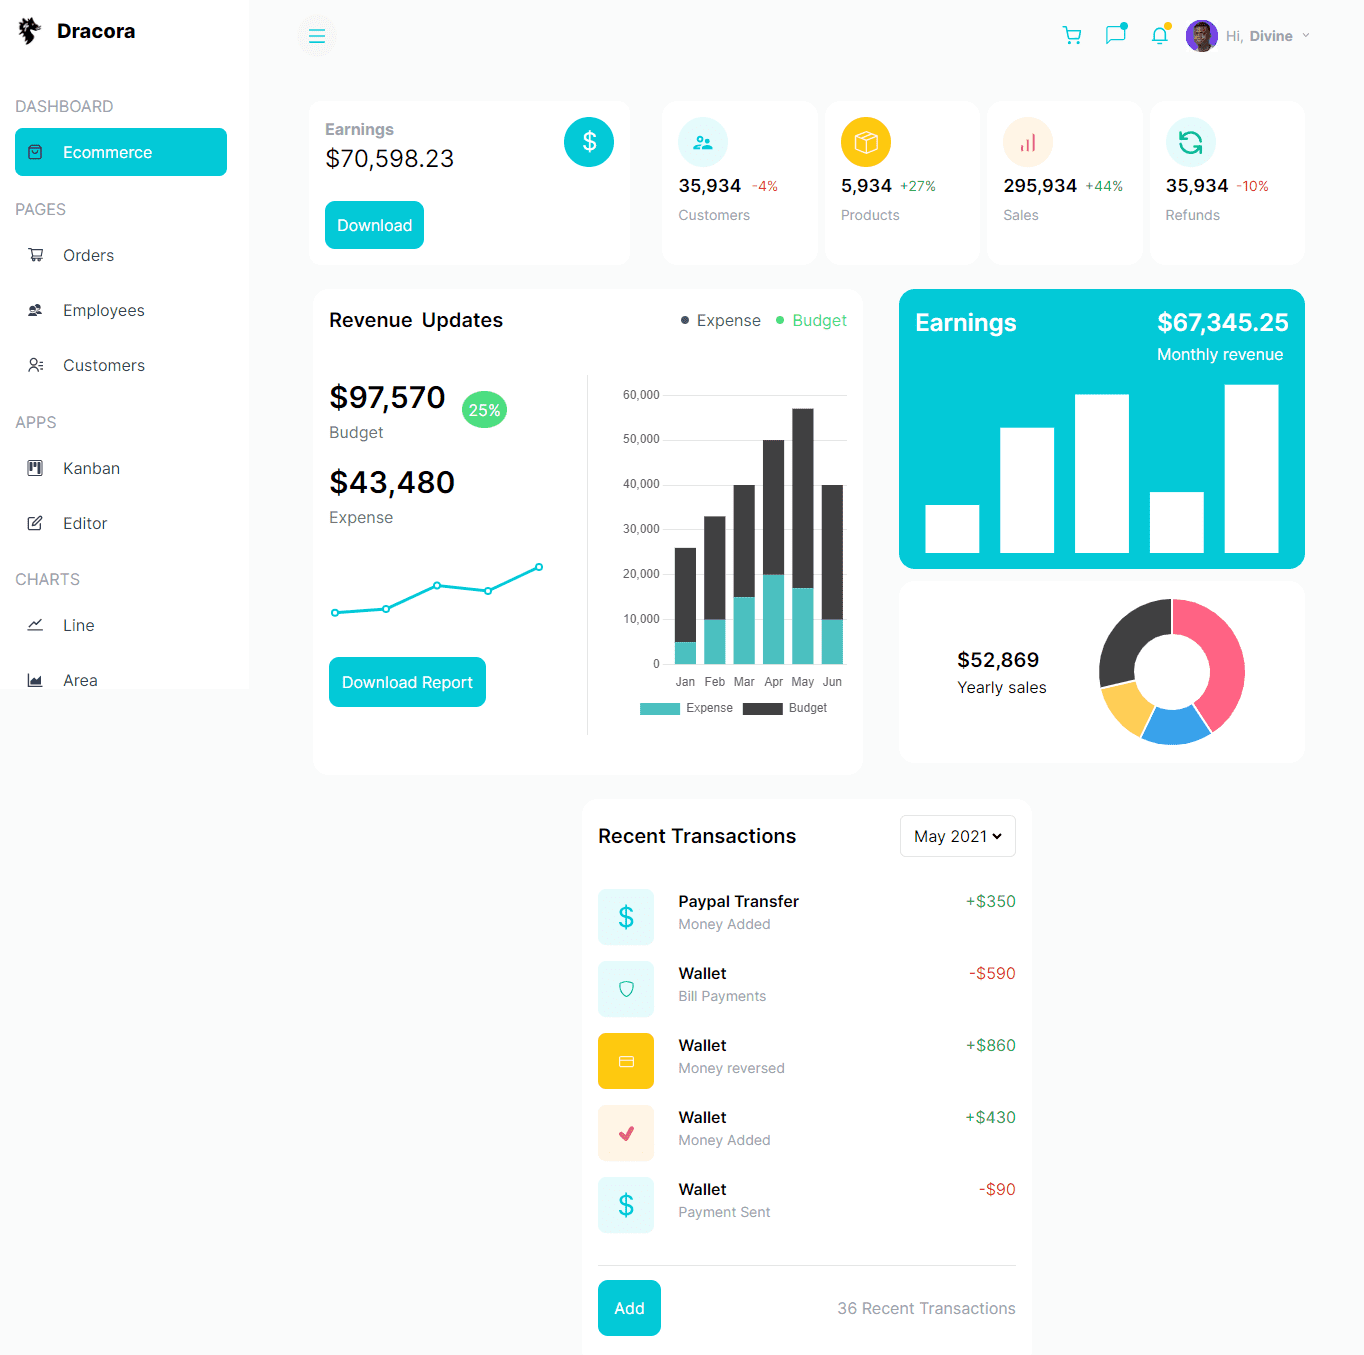 Dracora
Hi, Divine
DASHBOARD
Ecommerce
PAGES
Orders
Employees
Customers
APPS
Kanban
Editor
CHARTS
Line
Area
Earnings
$70,598.23
$
Download
35,934 -4%
Customers
5,934 +27%
Products
295,934 +44%
Sales
35,934 -10%
Refunds
Revenue Updates
Expense Budget
$97,570 25%
Budget
$43,480
Expense
Download Report
60,000
50,000
40,000
30,000
20,000
10,000
0
Jan Feb Mar Apr May Jun
Expense Budget
Earnings $67,345.25
Monthly revenue
$52,869
Yearly sales
Recent Transactions May 2021
$ Paypal Transfer +$350
Money Added
Wallet -$590
Bill Payments
Wallet +$860
Money reversed
Wallet +$430
Money Added
$ Wallet -$90
Payment Sent
Add 36 Recent Transactions